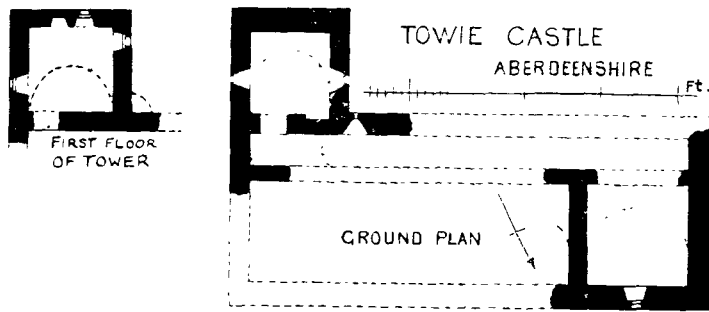 TOWIE CASTLE
ABERDEENSHIRE
Ft.
FIRST FLOOR
OF TOWER
GROUND PLAN